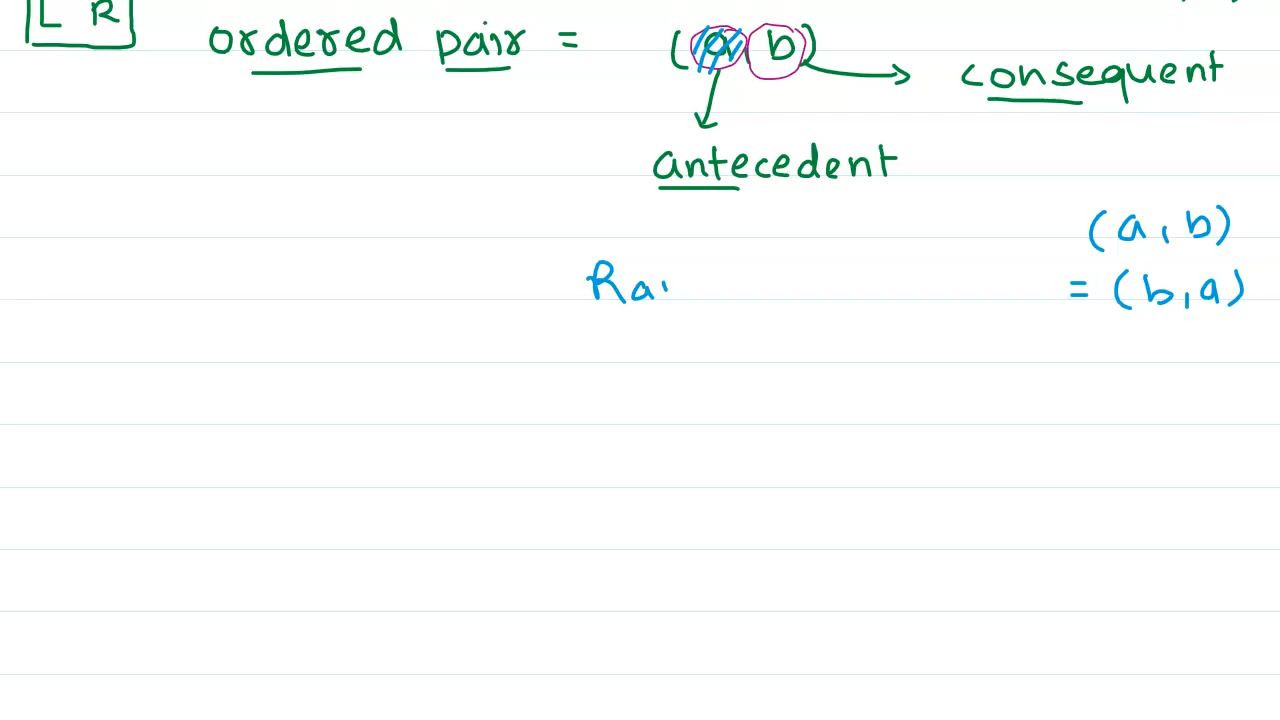 L R
ordered pair = (a, b)
consequent
antecedent
(a, b)
Ra
= (b, a)